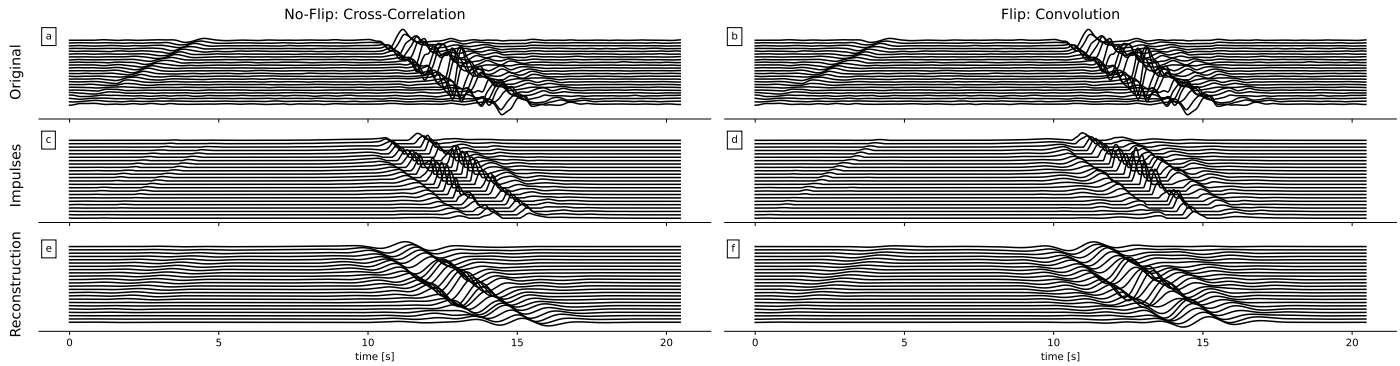 No-Flip: Cross-Correlation
Flip: Convolution
Original
a
b
Impulses
c
d
Reconstruction
e
f
0 5 10 15 20
0 5 10 15 20
time [s]
time [s]